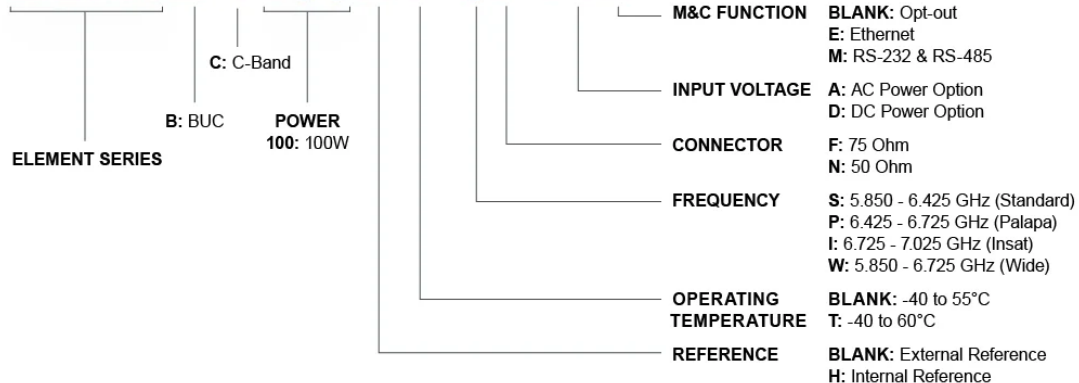 M&C FUNCTION BLANK: Opt-out
E: Ethernet
M: RS-232 & RS-485
C: C-Band
INPUT VOLTAGE A: AC Power Option
D: DC Power Option
B: BUC POWER
100: 100W
CONNECTOR F: 75 Ohm
N: 50 Ohm
ELEMENT SERIES
FREQUENCY S: 5.850 - 6.425 GHz (Standard)
P: 6.425 - 6.725 GHz (Palapa)
I: 6.725 - 7.025 GHz (Insat)
W: 5.850 - 6.725 GHz (Wide)
OPERATING BLANK: -40 to 55°C
TEMPERATURE T: -40 to 60°C
REFERENCE BLANK: External Reference
H: Internal Reference